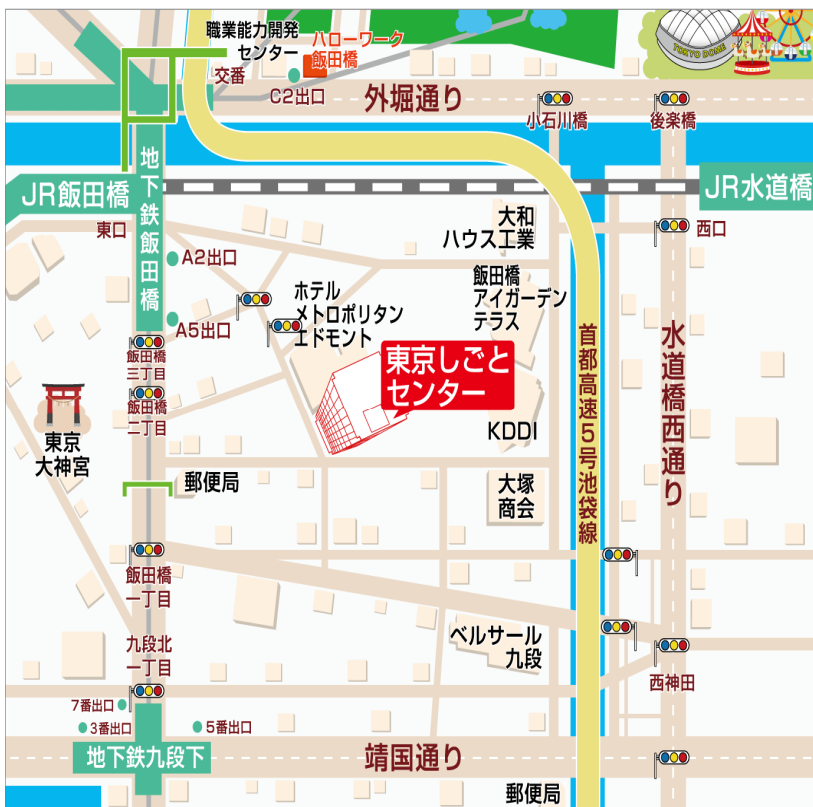 職業能力開発
センター
ハローワーク
飯田橋
交番
C2出口
TOKYO DOME
外堀通り
小石川橋
後楽橋
JR飯田橋
地下鉄飯田橋
JR水道橋
東口
西口
大和
ハウス工業
A2出口
A5出口
ホテル
メトロポリタン
エドモント
飯田橋
アイガーデン
テラス
飯田橋
三丁目
飯田橋
二丁目
東京しごと
センター
首都高速5号池袋線
水道橋西通り
東京
大神宮
KDDI
郵便局
大塚
商会
飯田橋
一丁目
九段北
一丁目
ベルサール
九段
西神田
7番出口
3番出口
5番出口
地下鉄九段下
靖国通り
郵便局